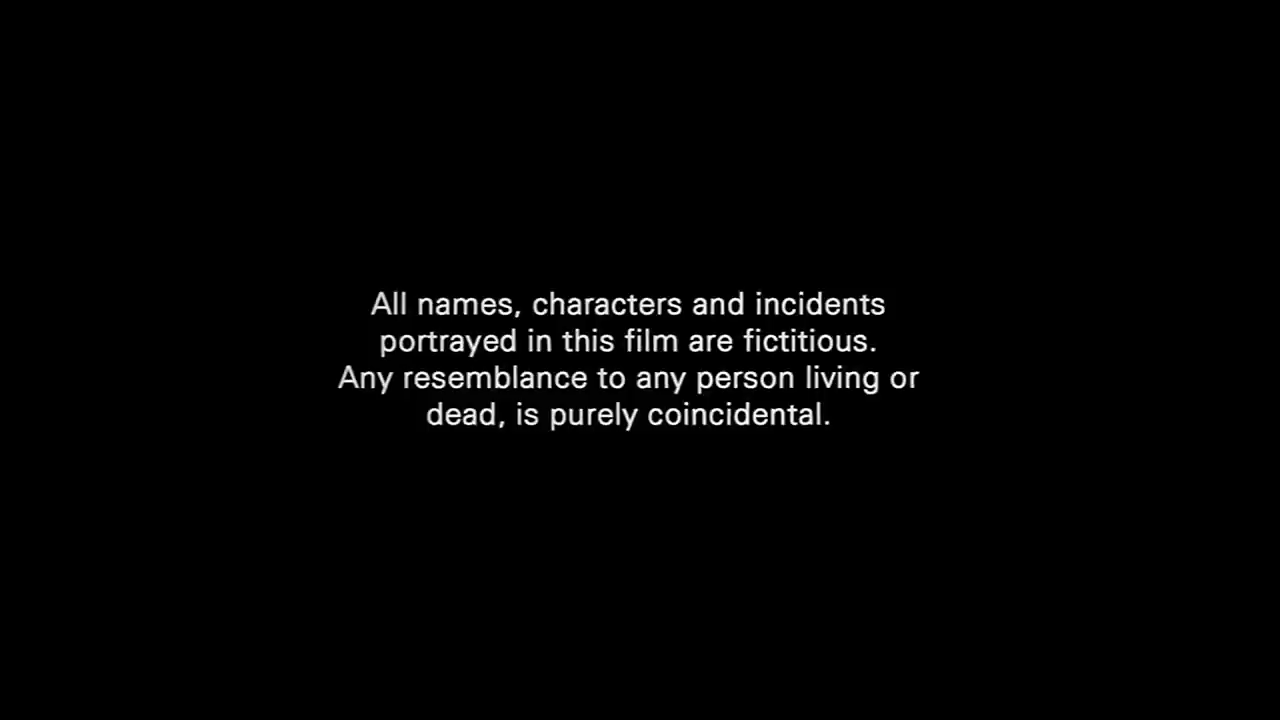 All names, characters and incidents
portrayed in this film are fictitious.
Any resemblance to any person living or
dead, is purely coincidental.